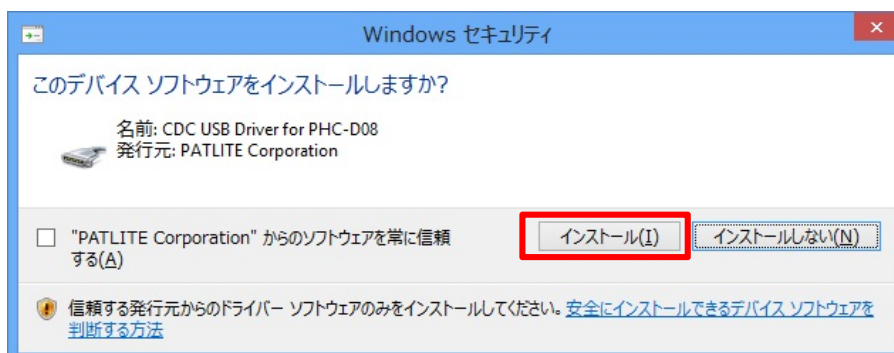 Windows セキュリティ
このデバイス ソフトウェアをインストールしますか?
名前: CDC USB Driver for PHC-D08
発行元: PATLITE Corporation
"PATLITE Corporation" からのソフトウェアを常に信頼
する(A)
インストール(I)
インストールしない(N)
信頼する発行元からのドライバー ソフトウェアのみをインストールしてください。安全にインストールできるデバイス ソフトウェアを
判断する方法